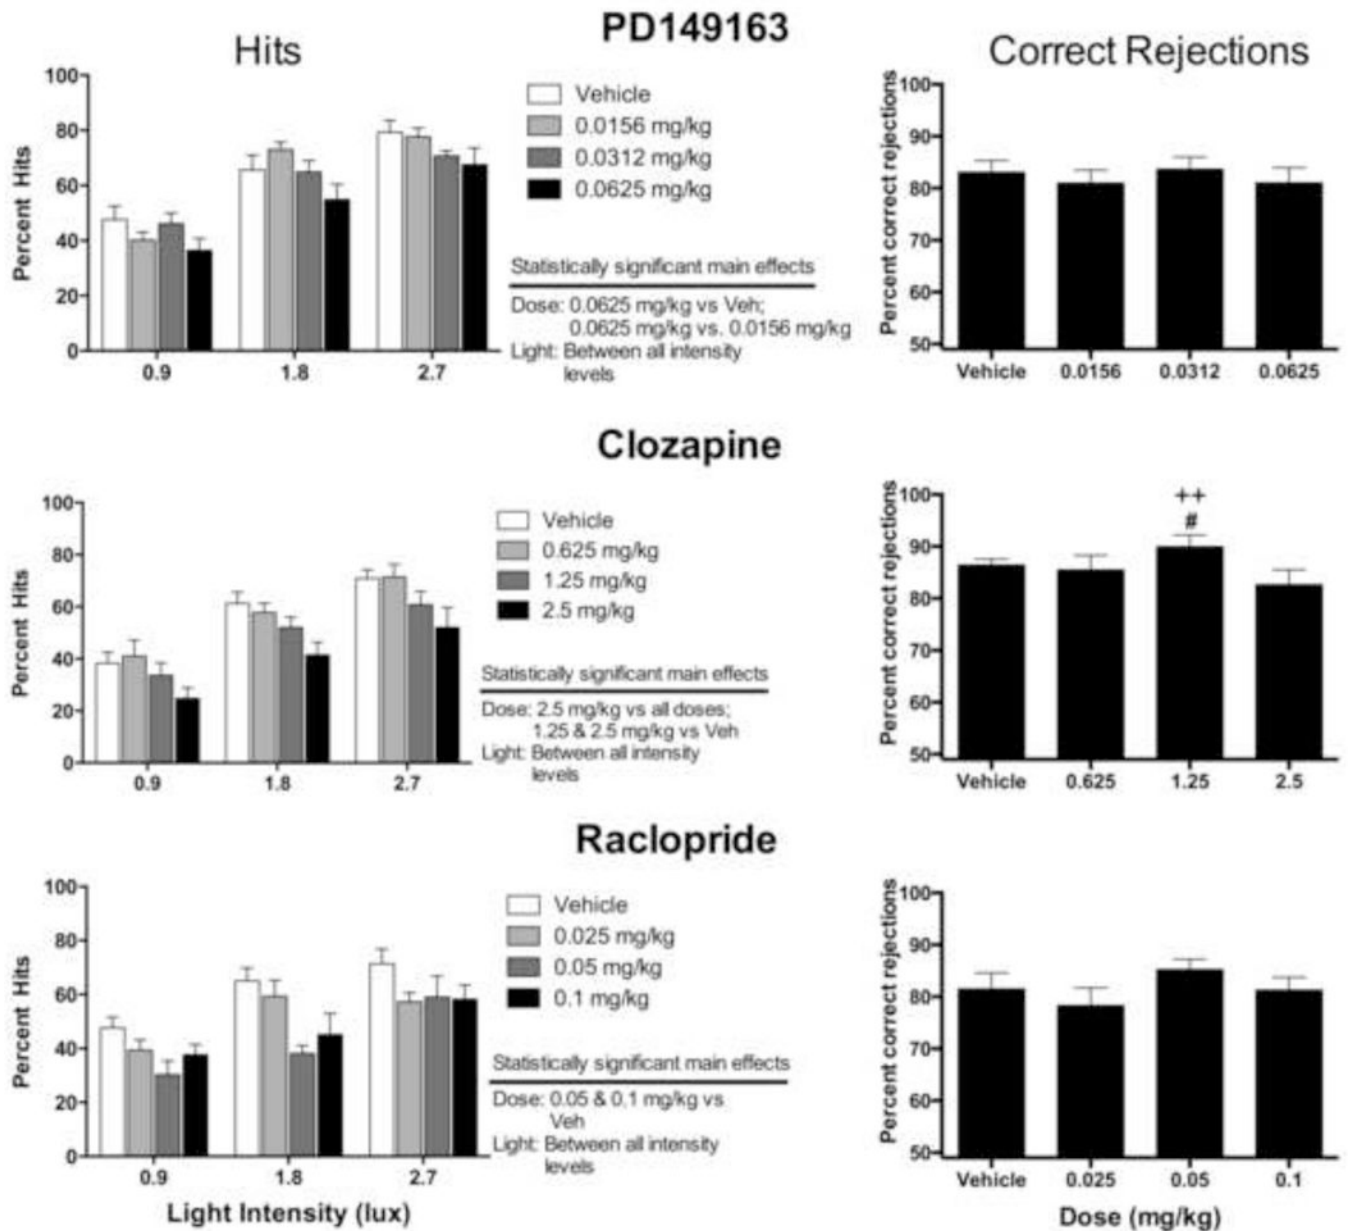 PD149163
Hits
Correct Rejections
Percent Hits
100
80
60
40
20
0
0.9 1.8 2.7
Vehicle
0.0156 mg/kg
0.0312 mg/kg
0.0625 mg/kg
Statistically significant main effects
Dose: 0.0625 mg/kg vs Veh;
0.0625 mg/kg vs. 0.0156 mg/kg
Light: Between all intensity
levels
Percent correct rejections
100
90
80
70
60
50
Vehicle 0.0156 0.0312 0.0625
Clozapine
Percent Hits
100
80
60
40
20
0
0.9 1.8 2.7
Vehicle
0.625 mg/kg
1.25 mg/kg
2.5 mg/kg
Statistically significant main effects
Dose: 2.5 mg/kg vs all doses;
1.25 & 2.5 mg/kg vs Veh
Light: Between all intensity
levels
Percent correct rejections
100
90
80
70
60
50
++
#
Vehicle 0.625 1.25 2.5
Raclopride
Percent Hits
100
80
60
40
20
0
0.9 1.8 2.7
Light Intensity (lux)
Vehicle
0.025 mg/kg
0.05 mg/kg
0.1 mg/kg
Statistically significant main effects
Dose: 0.05 & 0.1 mg/kg vs
Veh
Light: Between all intensity
levels
Percent correct rejections
100
90
80
70
60
50
Vehicle 0.025 0.05 0.1
Dose (mg/kg)